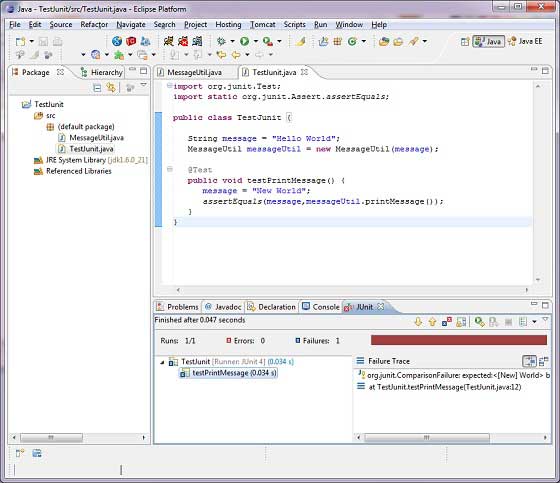 Java - TestJunit/src/TestJunit.java - Eclipse Platform
File Edit Source Refactor Navigate Search Project Hosting Tomcat Scripts Run Window Help
Java Java EE
Package Hierarchy
MessageUtil.java TestJunit.java
TestJunit
src
(default package)
MessageUtil.java
TestJunit.java
JRE System Library [jdk1.6.0_21]
Referenced Libraries
import org.junit.Test;
import static org.junit.Assert.assertEquals;
public class TestJunit {
String message = "Hello World";
MessageUtil messageUtil = new MessageUtil(message);
@Test
public void testPrintMessage() {
message = "New World";
assertEquals(message,messageUtil.printMessage());
}
}
Problems @ Javadoc Declaration Console JUnit
Finished after 0.047 seconds
Runs: 1/1 Errors: 0 Failures: 1
TestJunit [Runner: JUnit 4] (0.034 s)
testPrintMessage (0.034 s)
Failure Trace
org.junit.ComparisonFailure: expected:<[New] World> b
at TestJunit.testPrintMessage(TestJunit.java:12)